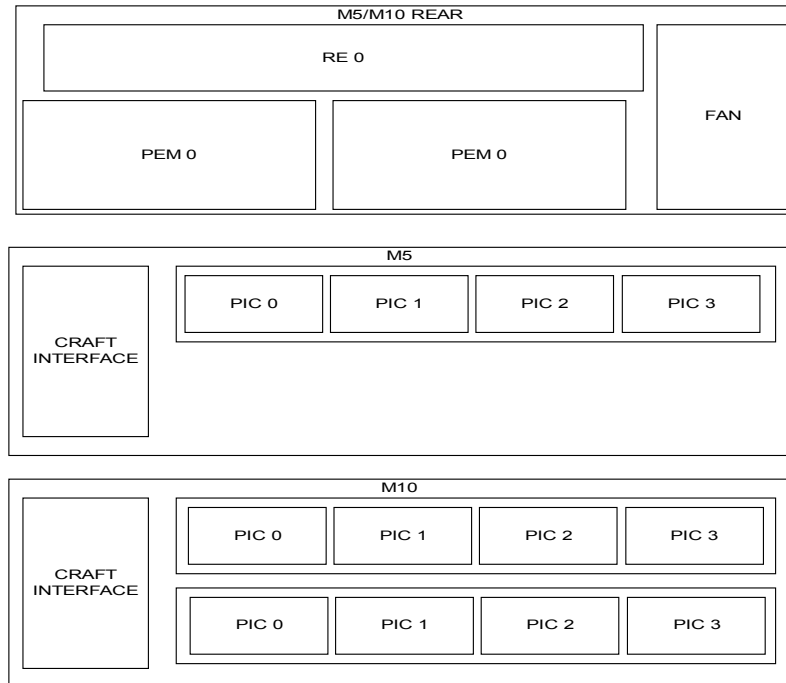 M5/M10 REAR
RE 0
FAN
PEM 0
PEM 0
M5
PIC 0
PIC 1
PIC 2
PIC 3
CRAFT
INTERFACE
M10
PIC 0
PIC 1
PIC 2
PIC 3
CRAFT
INTERFACE
PIC 0
PIC 1
PIC 2
PIC 3